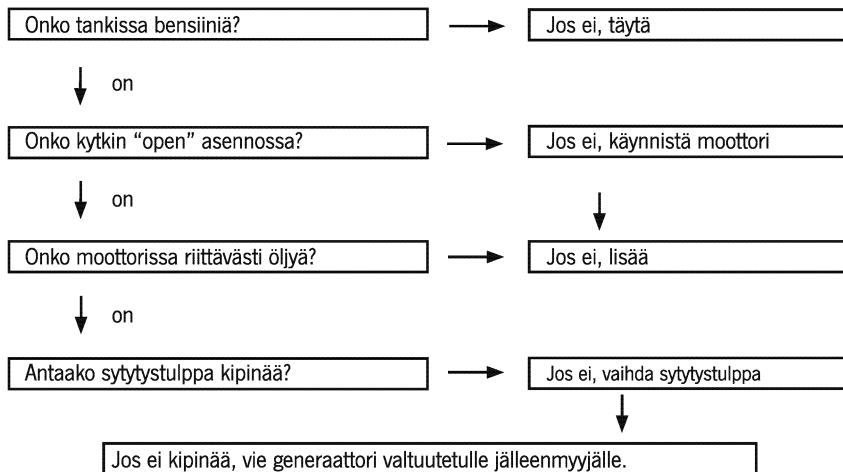 Onko tankissa bensiiniä?
Jos ei, täytä
on
Onko kytkin “open” asennossa?
Jos ei, käynnistä moottori
on
Onko moottorissa riittävästi öljyä?
Jos ei, lisää
on
Antaako sytytystulppa kipinää?
Jos ei, vaihda sytytystulppa
Jos ei kipinää, vie generaattori valtuutetulle jälleenmyyjälle.